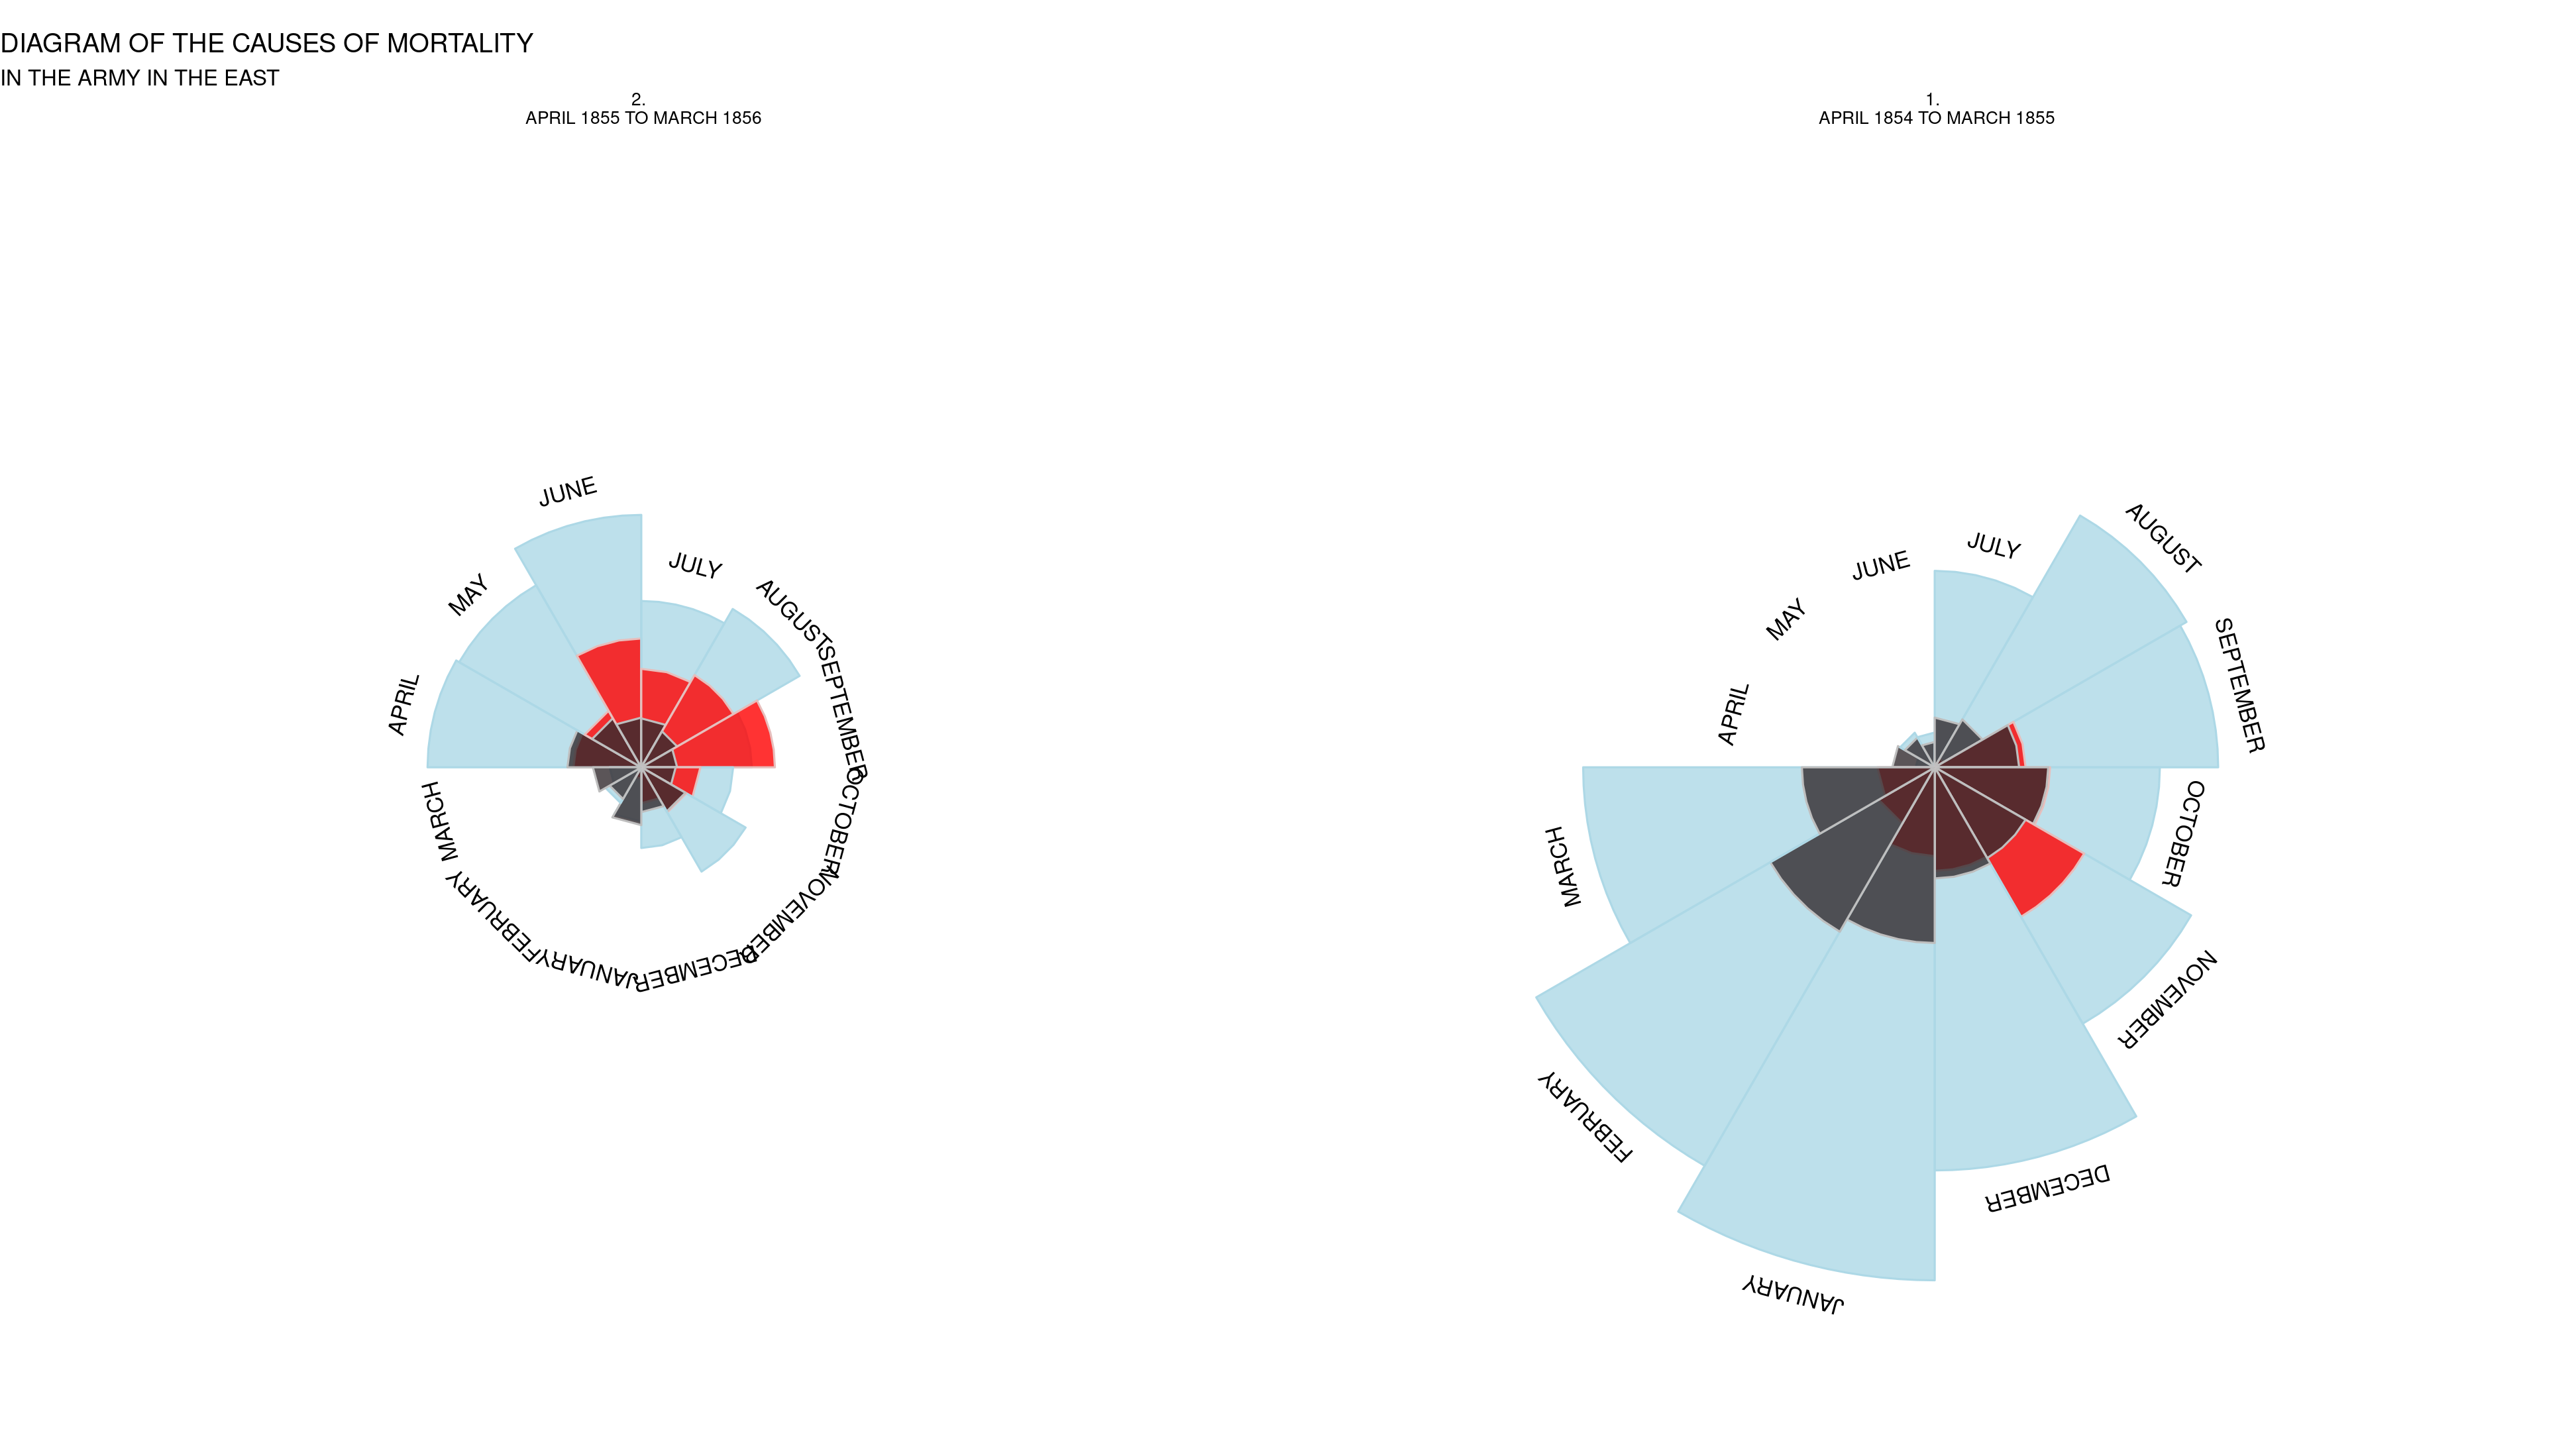 DIAGRAM OF THE CAUSES OF MORTALITY
IN THE ARMY IN THE EAST
2.
APRIL 1855 TO MARCH 1856
APRIL
MAY
JUNE
JULY
AUGUST
SEPTEMBER
OCTOBER
NOVEMBER
DECEMBER
JANUARY
FEBRUARY
MARCH
1.
APRIL 1854 TO MARCH 1855
APRIL
MAY
JUNE
JULY
AUGUST
SEPTEMBER
OCTOBER
NOVEMBER
DECEMBER
JANUARY
FEBRUARY
MARCH